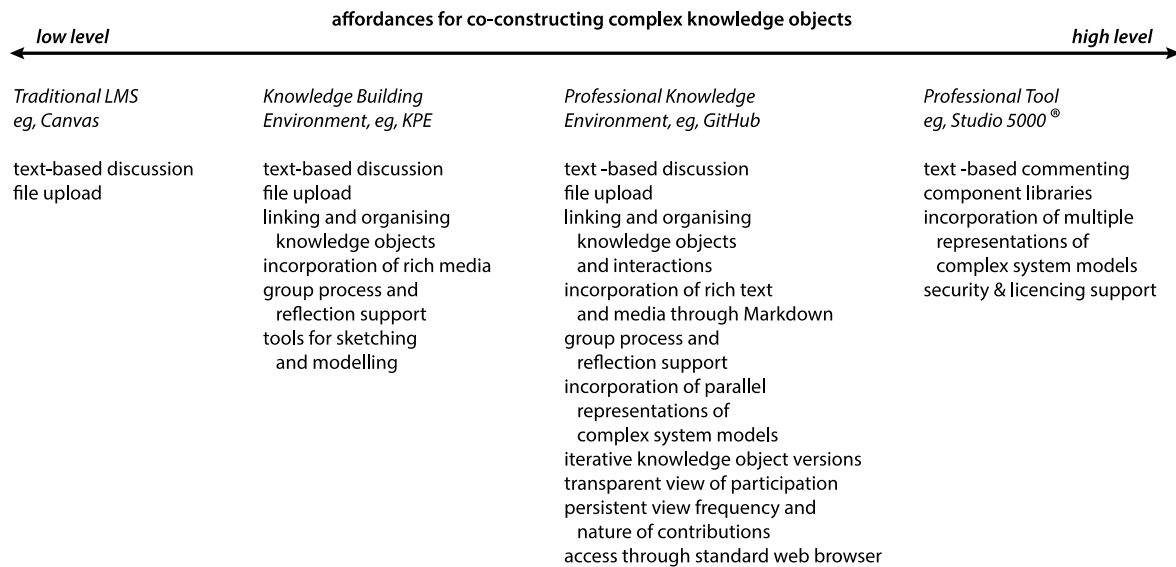 affordances for co-constructing complex knowledge objects
low level
high level
Traditional LMS
eg, Canvas
text-based discussion
file upload
Knowledge Building
Environment, eg, KPE
text-based discussion
file upload
linking and organising
knowledge objects
incorporation of rich media
group process and
reflection support
tools for sketching
and modelling
Professional Knowledge
Environment, eg, GitHub
text -based discussion
file upload
linking and organising
knowledge objects
and interactions
incorporation of rich text
and media through Markdown
group process and
reflection support
incorporation of parallel
representations of
complex system models
iterative knowledge object versions
transparent view of participation
persistent view frequency and
nature of contributions
access through standard web browser
Professional Tool
eg, Studio 5000 ®
text -based commenting
component libraries
incorporation of multiple
representations of
complex system models
security & licencing support